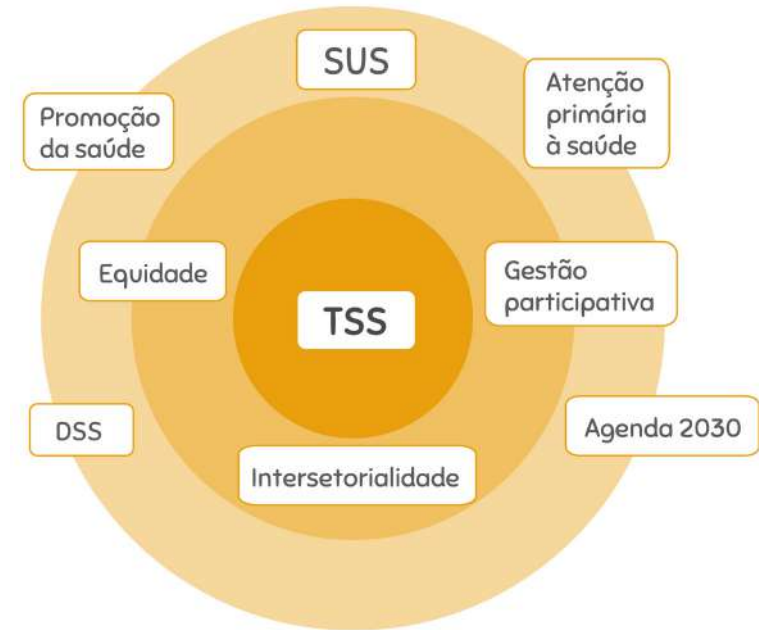 SUS
Promoção
da saúde
Atenção
primária
à saúde
Equidade
Gestão
participativa
TSS
DSS
Agenda 2030
Intersetorialidade